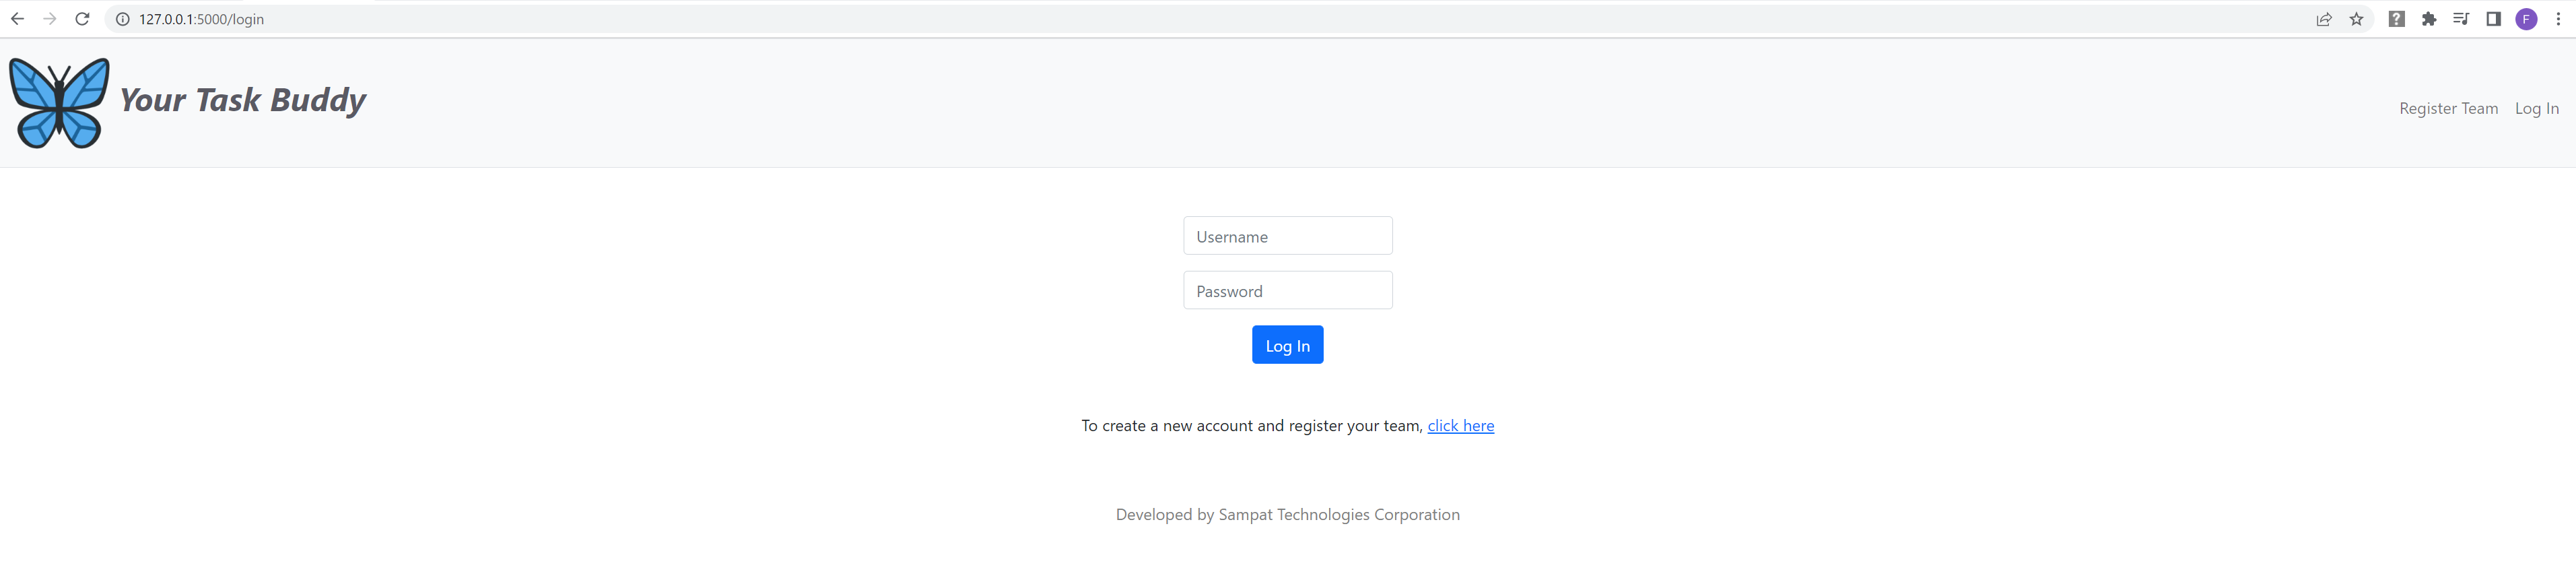 127.0.0.1:5000/login
?
F
Your Task Buddy
Register Team Log In
Username
Password
Log In
To create a new account and register your team, click here
Developed by Sampat Technologies Corporation